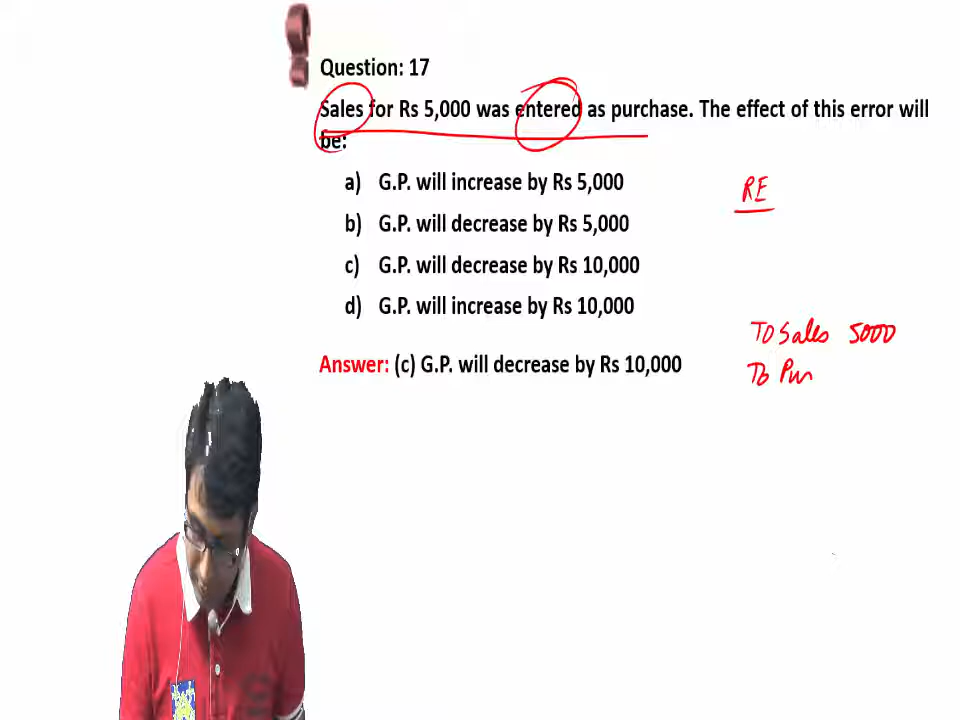 Question: 17
Sales for Rs 5,000 was entered as purchase. The effect of this error will
be:
a) G.P. will increase by Rs 5,000
b) G.P. will decrease by Rs 5,000
c) G.P. will decrease by Rs 10,000
d) G.P. will increase by Rs 10,000
Answer: (c) G.P. will decrease by Rs 10,000
RE
To Sales 5000
To Pur